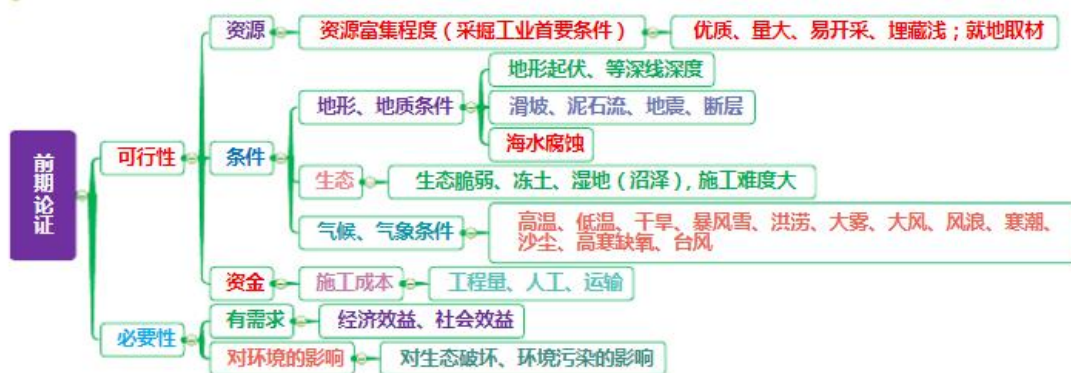 前期论证
可行性
资源
资源富集程度（采掘工业首要条件）
优质、量大、易开采、埋藏浅；就地取材
条件
地形、地质条件
地形起伏、等深线深度
滑坡、泥石流、地震、断层
海水腐蚀
生态
生态脆弱、冻土、湿地（沼泽），施工难度大
气候、气象条件
高温、低温、干旱、暴风雪、洪涝、大雾、大风、风浪、寒潮、
沙尘、高寒缺氧、台风
资金
施工成本
工程量、人工、运输
必要性
有需求
经济效益、社会效益
对环境的影响
对生态破坏、环境污染的影响